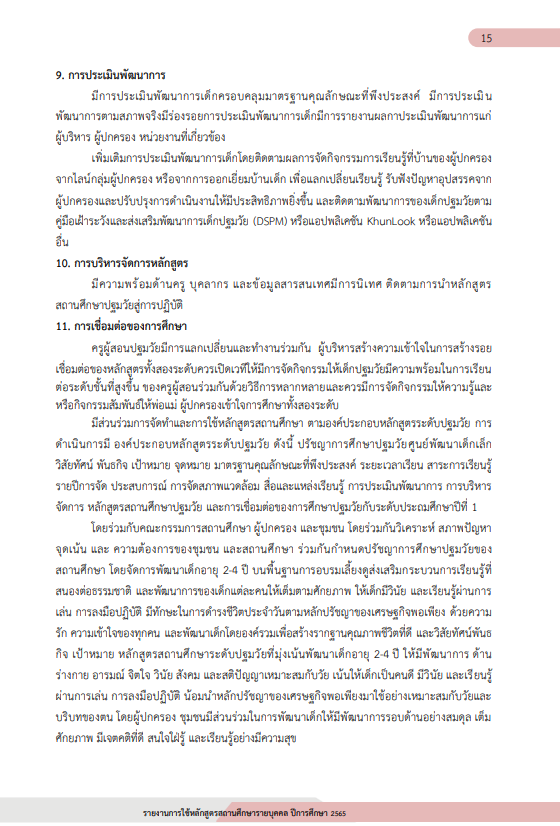 15
9. การประเมินพัฒนาการ
มีการประเมินพัฒนาการเด็กครอบคลุมมาตรฐานคุณลักษณะที่พึงประสงค์ มีการประเมิน
พัฒนาการตามสภาพจริงมีร่องรอยการประเมินพัฒนาการเด็กมีการรายงานผลกาประเมินพัฒนาการแก่
ผู้บริหาร ผู้ปกครอง หน่วยงานที่เกี่ยวข้อง
เพิ่มเติมการประเมินพัฒนาการเด็กโดยติดตามผลการจัดกิจกรรมการเรียนรู้ที่บ้านของผู้ปกครอง
จากไลน์กลุ่มผู้ปกครอง หรือจากการออกเยี่ยมบ้านเด็ก เพื่อแลกเปลี่ยนเรียนรู้ รับฟังปัญหาอุปสรรคจาก
ผู้ปกครองและปรับปรุงการดำเนินงานให้มีประสิทธิภาพยิ่งขึ้น และติดตามพัฒนาการของเด็กปฐมวัยตาม
คู่มือเฝ้าระวังและส่งเสริมพัฒนาการเด็กปฐมวัย (DSPM) หรือแอปพลิเคชัน KhunLook หรือแอปพลิเคชัน
อื่น
10. การบริหารจัดการหลักสูตร
มีความพร้อมด้านครู บุคลากร และข้อมูลสารสนเทศมีการนิเทศ ติดตามการนำหลักสูตร
สถานศึกษาปฐมวัยสู่การปฏิบัติ
11. การเชื่อมต่อของการศึกษา
ครูผู้สอนปฐมวัยมีการแลกเปลี่ยนและทำงานร่วมกัน ผู้บริหารสร้างความเข้าใจในการสร้างรอย
เชื่อมต่อของหลักสูตรทั้งสองระดับควรเปิดเวทีให้มีการจัดกิจกรรมให้เด็กปฐมวัยมีความพร้อมในการเรียน
ต่อระดับชั้นที่สูงขึ้น ของครูผู้สอนร่วมกันด้วยวิธีการหลากหลายและควรมีการจัดกิจกรรมให้ความรู้และ
หรือกิจกรรมสัมพันธ์ให้พ่อแม่ ผู้ปกครองเข้าใจการศึกษาทั้งสองระดับ
มีส่วนร่วมการจัดทำและการใช้หลักสูตรสถานศึกษา ตามองค์ประกอบหลักสูตรระดับปฐมวัย การ
ดำเนินการมี องค์ประกอบหลักสูตรระดับปฐมวัย ดังนี้ ปรัชญาการศึกษาปฐมวัยศูนย์พัฒนาเด็กเล็ก
วิสัยทัศน์ พันธกิจ เป้าหมาย จุดหมาย มาตรฐานคุณลักษณะที่พึงประสงค์ ระยะเวลาเรียน สาระการเรียนรู้
รายปีการจัด ประสบการณ์ การจัดสภาพแวดล้อม สื่อและแหล่งเรียนรู้ การประเมินพัฒนาการ การบริหาร
จัดการ หลักสูตรสถานศึกษาปฐมวัย และการเชื่อมต่อของการศึกษาปฐมวัยกับระดับประถมศึกษาปีที่ 1
โดยร่วมกับคณะกรรมการสถานศึกษา ผู้ปกครอง และชุมชน โดยร่วมกันวิเคราะห์ สภาพปัญหา
จุดเน้น และ ความต้องการของชุมชน และสถานศึกษา ร่วมกันกำหนดปรัชญาการศึกษาปฐมวัยของ
สถานศึกษา โดยจัดการพัฒนาเด็กอายุ 2-4 ปี บนพื้นฐานการอบรมเลี้ยงดูส่งเสริมกระบวนการเรียนรู้ที่
สนองต่อธรรมชาติ และพัฒนาการของเด็กแต่ละคนให้เต็มตามศักยภาพ ให้เด็กมีวินัย และเรียนรู้ผ่านการ
เล่น การลงมือปฏิบัติ มีทักษะในการดำรงชีวิตประจำวันตามหลักปรัชญาของเศรษฐกิจพอเพียง ด้วยความ
รัก ความเข้าใจของทุกคน และพัฒนาเด็กโดยองค์รวมเพื่อสร้างรากฐานคุณภาพชีวิตที่ดี และวิสัยทัศน์พันธ
กิจ เป้าหมาย หลักสูตรสถานศึกษาระดับปฐมวัยที่มุ่งเน้นพัฒนาเด็กอายุ 2-4 ปี ให้มีพัฒนาการ ด้าน
ร่างกาย อารมณ์ จิตใจ วินัย สังคม และสติปัญญาเหมาะสมกับวัย เน้นให้เด็กเป็นคนดี มีวินัย และเรียนรู้
ผ่านการเล่น การลงมือปฏิบัติ น้อมนำหลักปรัชญาของเศรษฐกิจพอเพียงมาใช้อย่างเหมาะสมกับวัยและ
บริบทของตน โดยผู้ปกครอง ชุมชนมีส่วนร่วมในการพัฒนาเด็กให้มีพัฒนาการรอบด้านอย่างสมดุล เต็ม
ศักยภาพ มีเจตคติที่ดี สนใจใฝ่รู้ และเรียนรู้อย่างมีความสุข
รายงานการใช้หลักสูตรสถานศึกษารายบุคคล ปีการศึกษา 2565